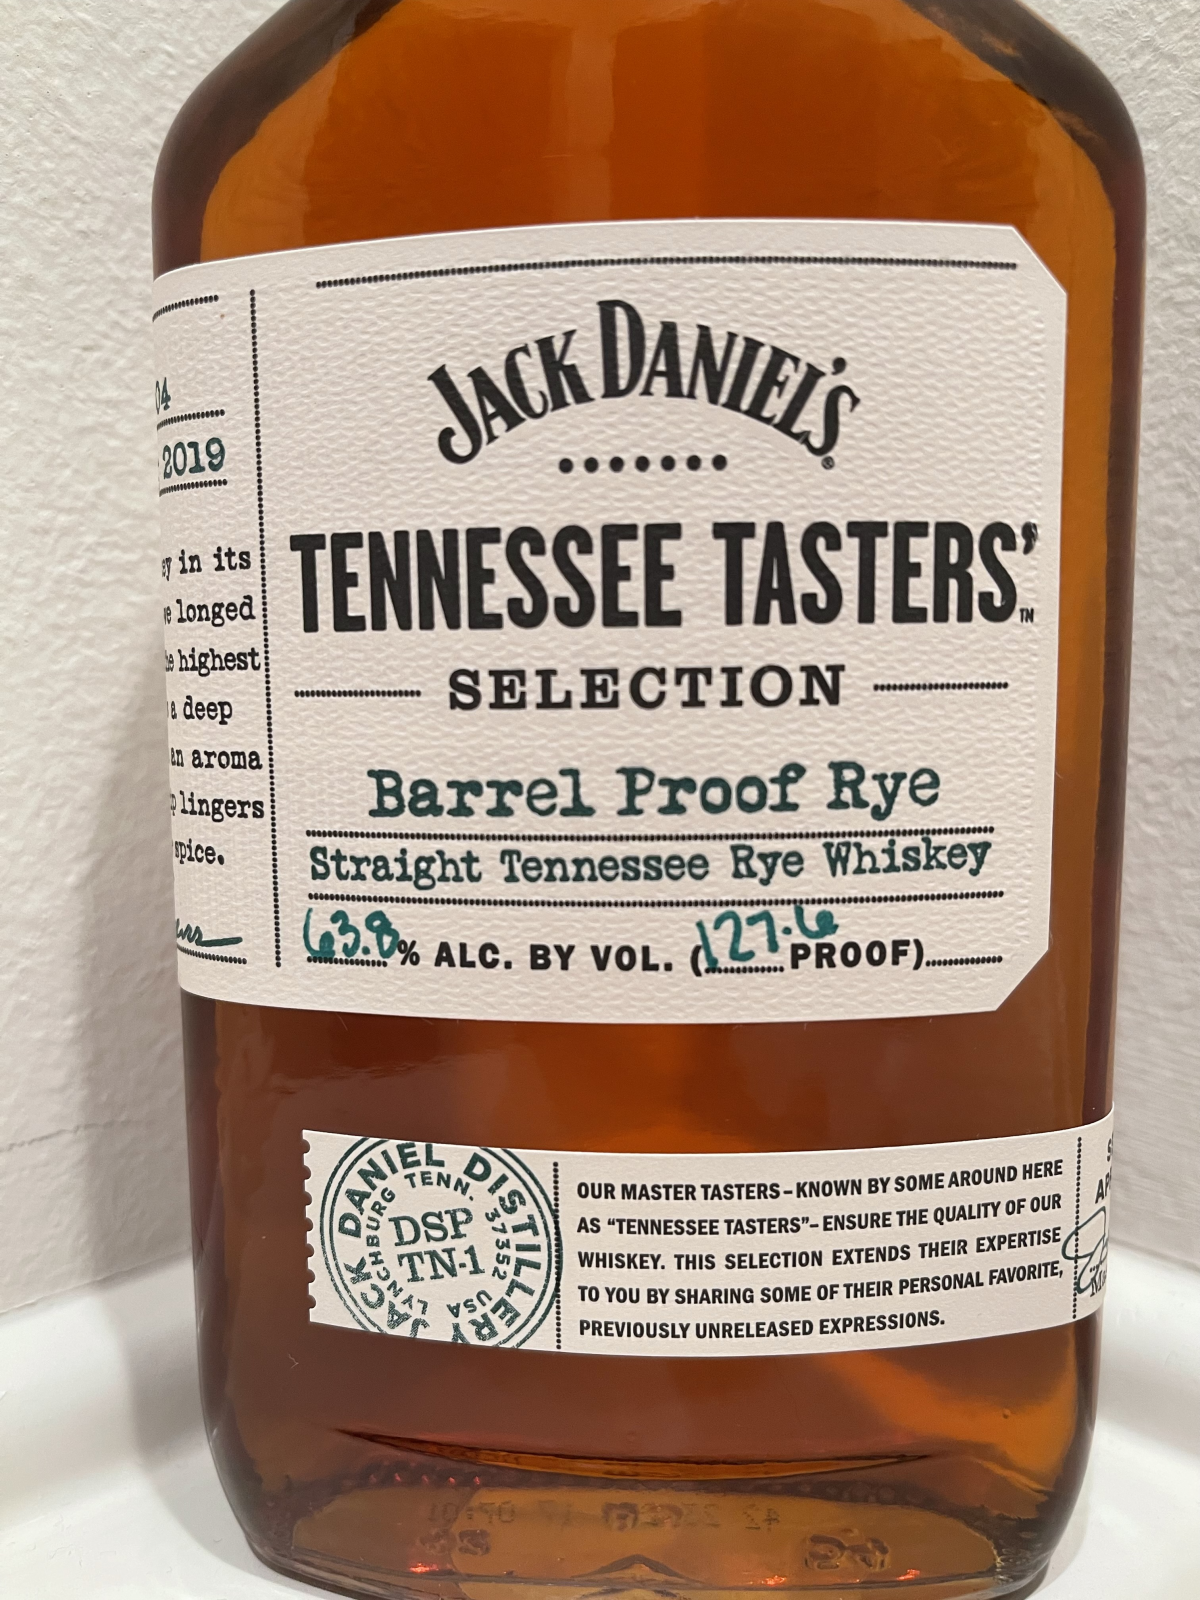 04
2019
in its
longed
highest
a deep
an aroma
lingers
spice.
JACK DANIEL'S®
TENNESSEE TASTERS'™
SELECTION
Barrel Proof Rye
Straight Tennessee Rye Whiskey
63.8% ALC. BY VOL. (127.6 PROOF)
JACK DANIEL DISTILLERY
LYNCHBURG TENN. 37352 USA
DSP
TN-1
OUR MASTER TASTERS – KNOWN BY SOME AROUND HERE
AS “TENNESSEE TASTERS” – ENSURE THE QUALITY OF OUR
WHISKEY. THIS SELECTION EXTENDS THEIR EXPERTISE
TO YOU BY SHARING SOME OF THEIR PERSONAL FAVORITE,
PREVIOUSLY UNRELEASED EXPRESSIONS.